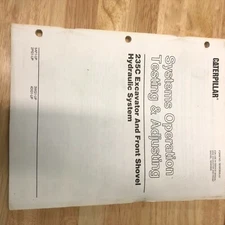 CATERPILLAR
Systems Operation
Testing & Adjusting
235C Excavator And Front Shovel
Hydraulic System